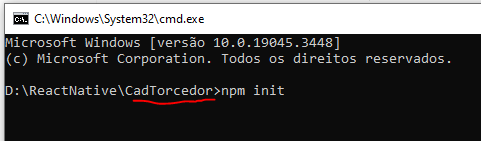 C:\Windows\System32\cmd.exe
Microsoft Windows [versão 10.0.19045.3448]
(c) Microsoft Corporation. Todos os direitos reservados.
D:\ReactNative\CadTorcedor>npm init